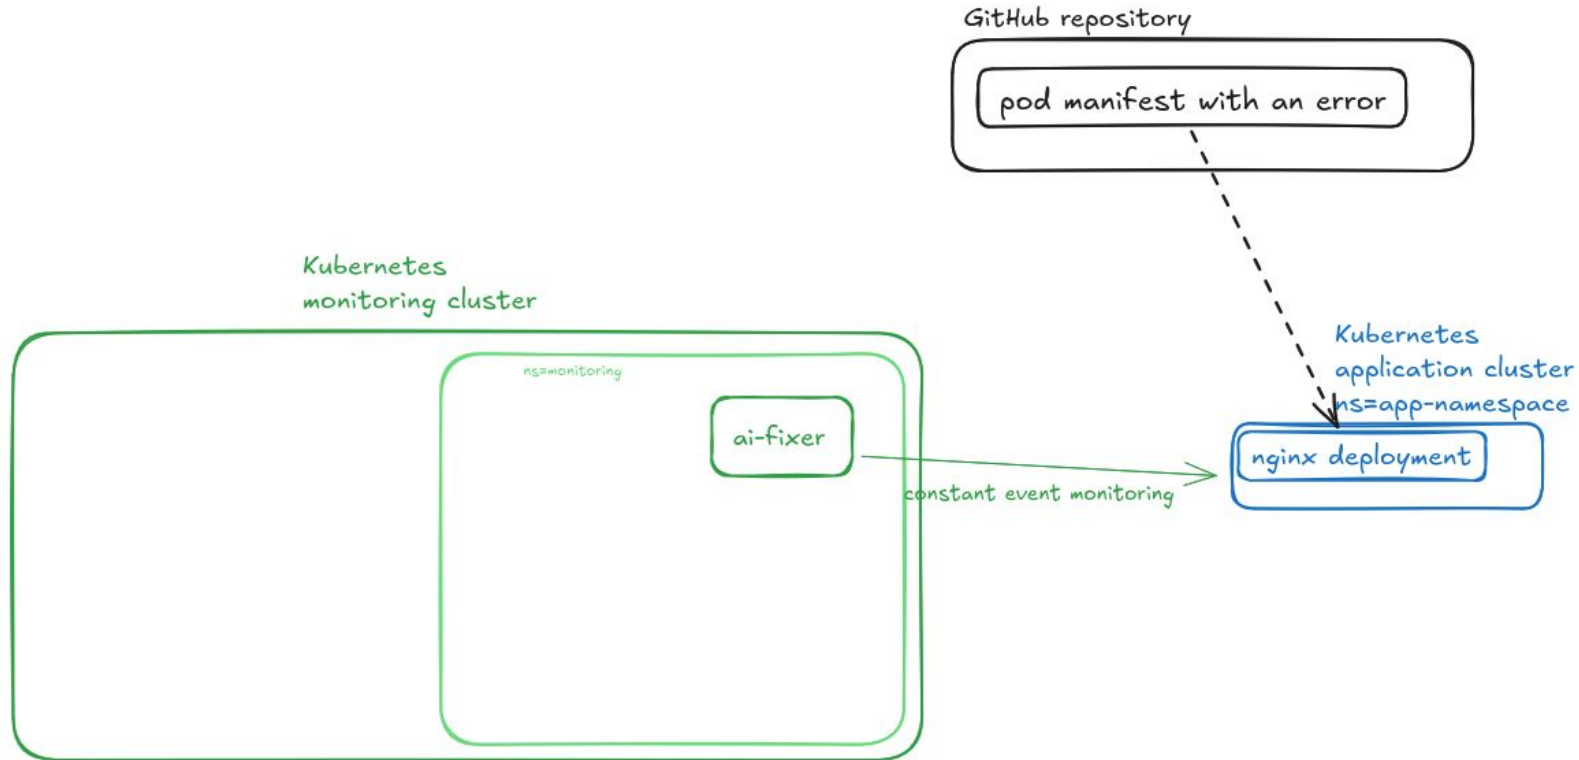 GitHub repository
pod manifest with an error
Kubernetes
monitoring cluster
ns=monitoring
ai-fixer
constant event monitoring
Kubernetes
application cluster
ns=app-namespace
nginx deployment